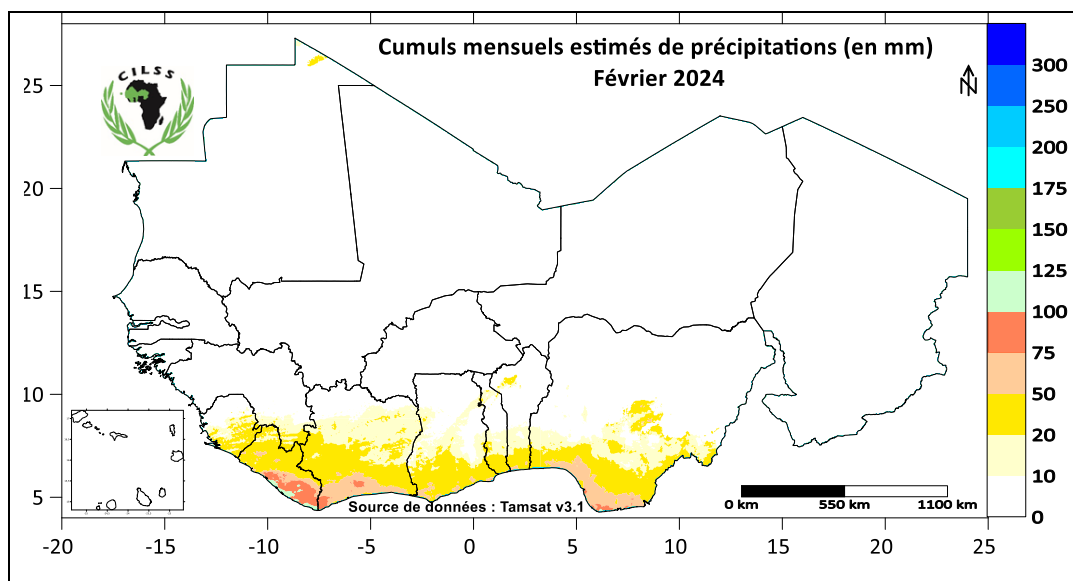 Cumuls mensuels estimés de précipitations (en mm)
Février 2024
CILSS
N
25
20
15
10
5
-20 -15 -10 -5 0 5 10 15 20 25
300
250
200
175
150
125
100
75
50
20
10
0
0 km 550 km 1100 km
Source de données : Tamsat v3.1